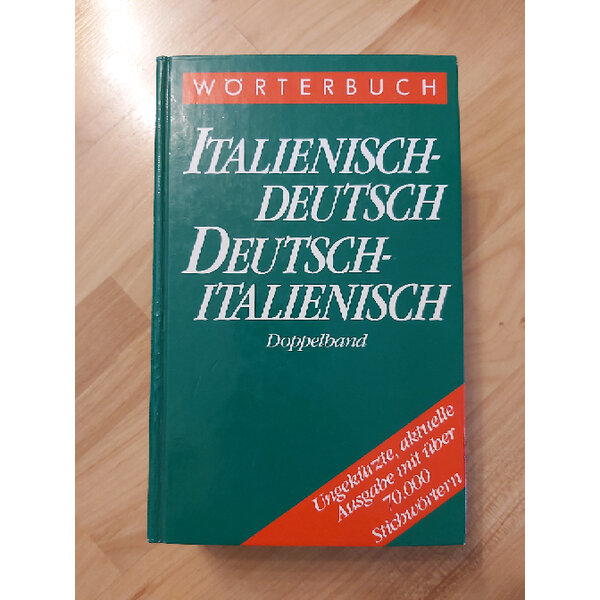 WÖRTERBUCH
ITALIENISCH-
DEUTSCH
DEUTSCH-
ITALIENISCH
Doppelband
Ungekürzte, aktuelle
Ausgabe mit über
70.000
Stichwörtern